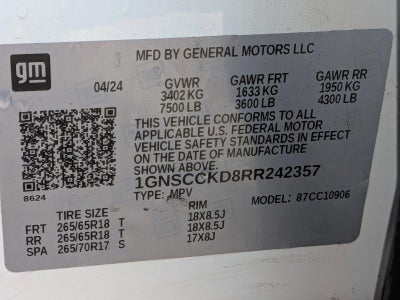 gm
MFD BY GENERAL MOTORS LLC
04/24 GVWR GAWR FRT GAWR RR
3402 KG 1633 KG 1950 KG
7500 LB 3600 LB 4300 LB
THIS VEHICLE CONFORMS TO ALL
APPLICABLE U.S. FEDERAL MOTOR
VEHICLE SAFETY STANDARDS IN EFFECT
ON THE DATE OF MANUFACTURE
SHOWN ABOVE.
1GNSCCKD8RR242357
8624 TYPE: MPV MODEL: 87CC10906
TIRE SIZE RIM
FRT 265/65R18 T 18X8.5J
RR 265/65R18 T 18X8.5J
SPA 265/70R17 S 17X8J